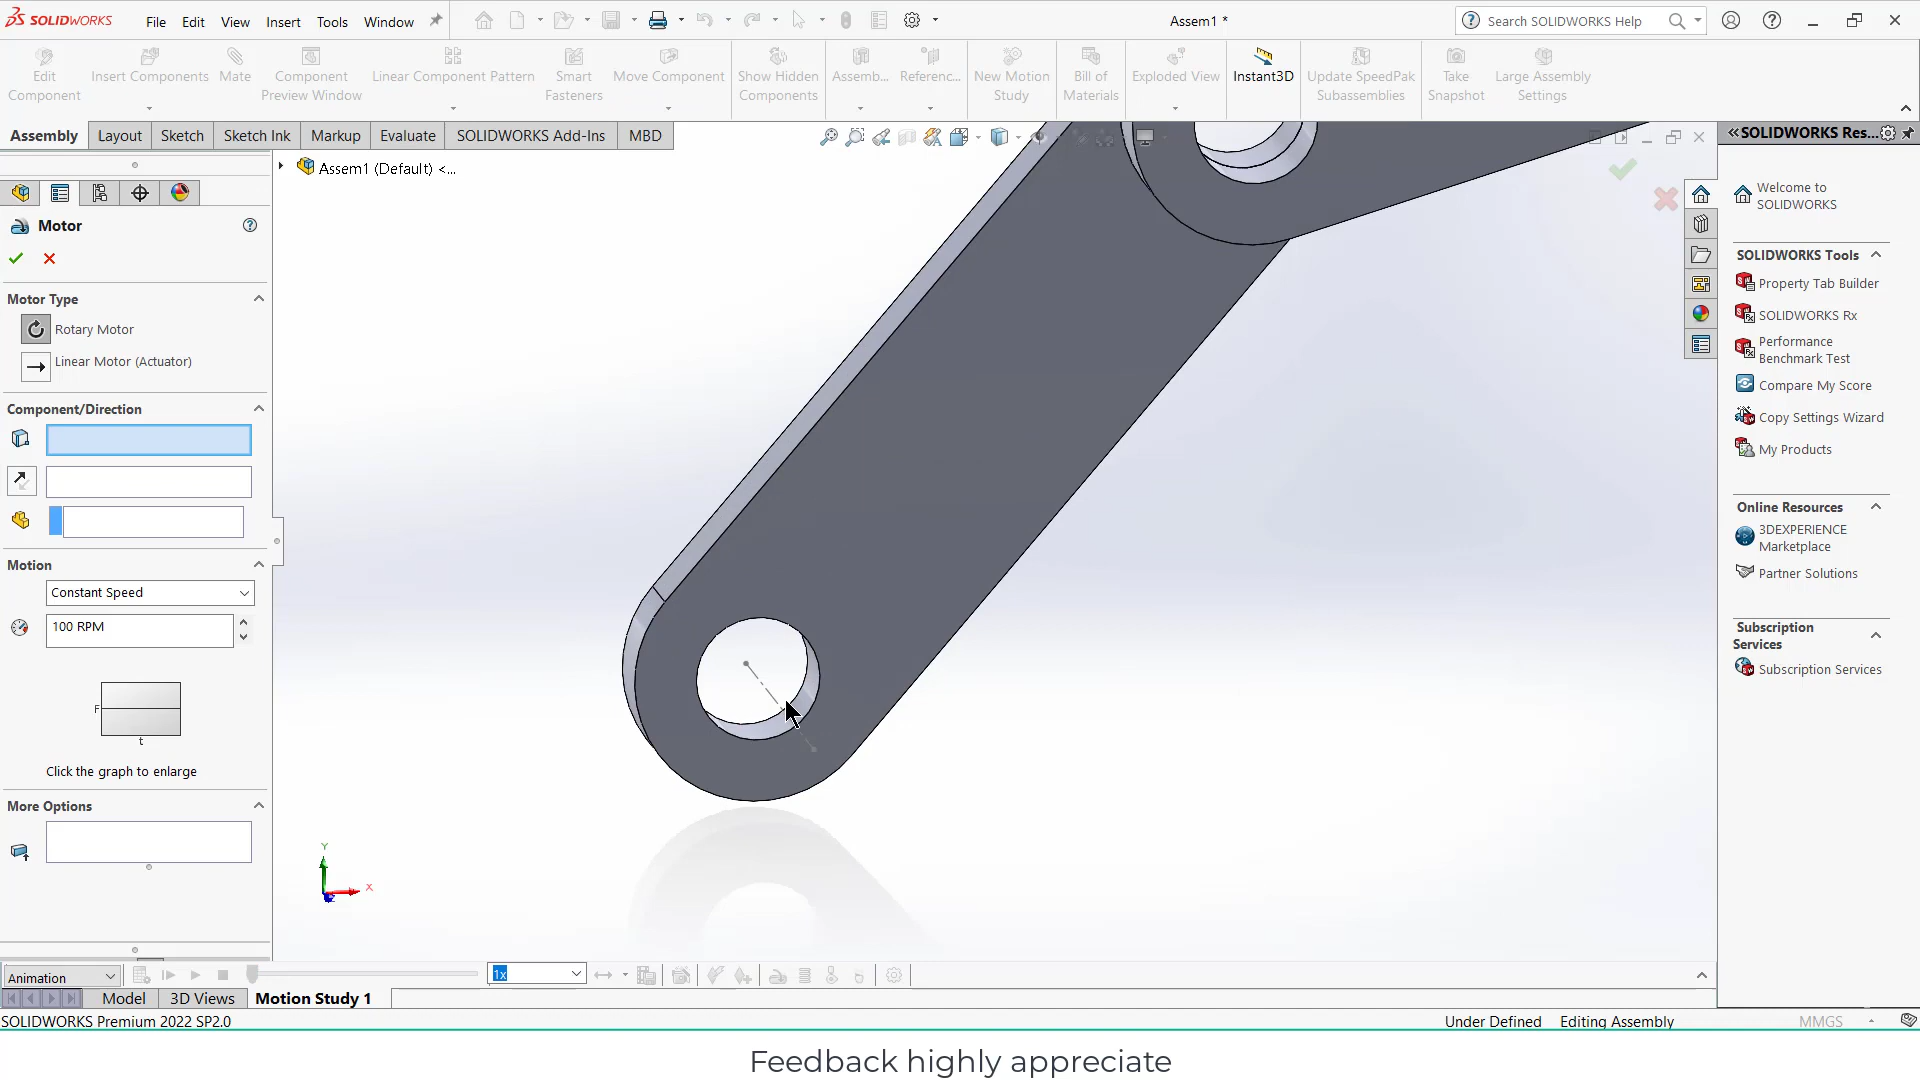 SOLIDWORKS File Edit View Insert Tools Window Assem1 * Search SOLIDWORKS Help
Edit Component Insert Components Mate Component Preview Window Linear Component Pattern Smart Fasteners Move Component Show Hidden Components Assemb... Referenc... New Motion Study Bill of Materials Exploded View Instant3D Update SpeedPak Subassemblies Take Snapshot Large Assembly Settings
Assembly Layout Sketch Sketch Ink Markup Evaluate SOLIDWORKS Add-Ins MBD
SOLIDWORKS Res...
Assem1 (Default) <...
Motor
Motor Type
Rotary Motor
Linear Motor (Actuator)
Component/Direction
Motion
Constant Speed
100 RPM
F
t
Click the graph to enlarge
More Options
Y
X
Welcome to
SOLIDWORKS
SOLIDWORKS Tools
Property Tab Builder
SOLIDWORKS Rx
Performance
Benchmark Test
Compare My Score
Copy Settings Wizard
My Products
Online Resources
3DEXPERIENCE
Marketplace
Partner Solutions
Subscription
Services
Subscription Services
Animation 1x
Model 3D Views Motion Study 1
SOLIDWORKS Premium 2022 SP2.0 Under Defined Editing Assembly MMGS
Feedback highly appreciate